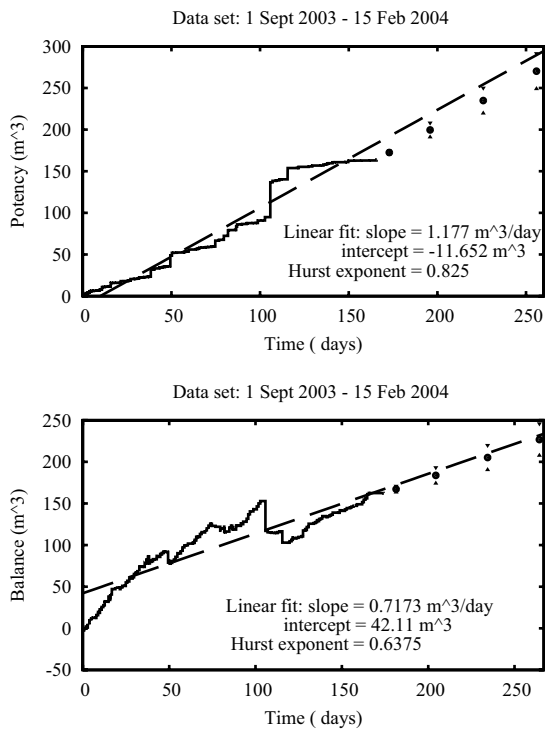 Data set: 1 Sept 2003 - 15 Feb 2004
300
250
200
150
100
50
0
Potency (m^3)
Linear fit: slope = 1.177 m^3/day
intercept = -11.652 m^3
Hurst exponent = 0.825
0 50 100 150 200 250
Time ( days)
Data set: 1 Sept 2003 - 15 Feb 2004
250
200
150
100
50
0
-50
Balance (m^3)
Linear fit: slope = 0.7173 m^3/day
intercept = 42.11 m^3
Hurst exponent = 0.6375
0 50 100 150 200 250
Time ( days)